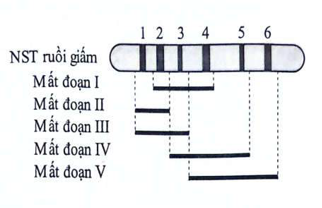 1 2 3 4 5 6
NST ruồi giấm
Mất đoạn I
Mất đoạn II
Mất đoạn III
Mất đoạn IV
Mất đoạn V